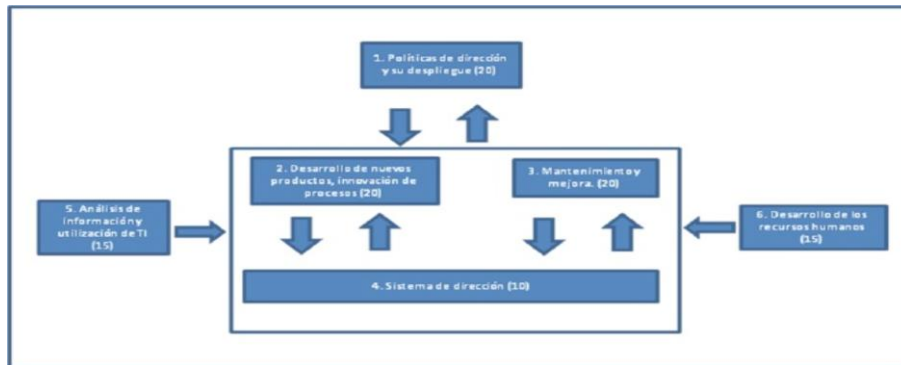 1. Políticas de dirección
y su despliegue (20)
2. Desarrollo de nuevos
productos, innovación de
procesos (20)
3. Mantenimiento y
mejora. (20)
5. Análisis de
información y
utilización de TI
(15)
6. Desarrollo de los
recursos humanos
(15)
4. Sistema de dirección (10)